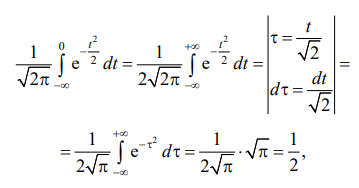 1/√(2π) ∫_{−∞}^{0} e^{−t²/2} dt = 1/(2√(2π)) ∫_{−∞}^{+∞} e^{−t²/2} dt = | τ = t/√2, dτ = dt/√2 | =
= 1/(2√π) ∫_{−∞}^{+∞} e^{−τ²} dτ = 1/(2√π) · √π = 1/2,